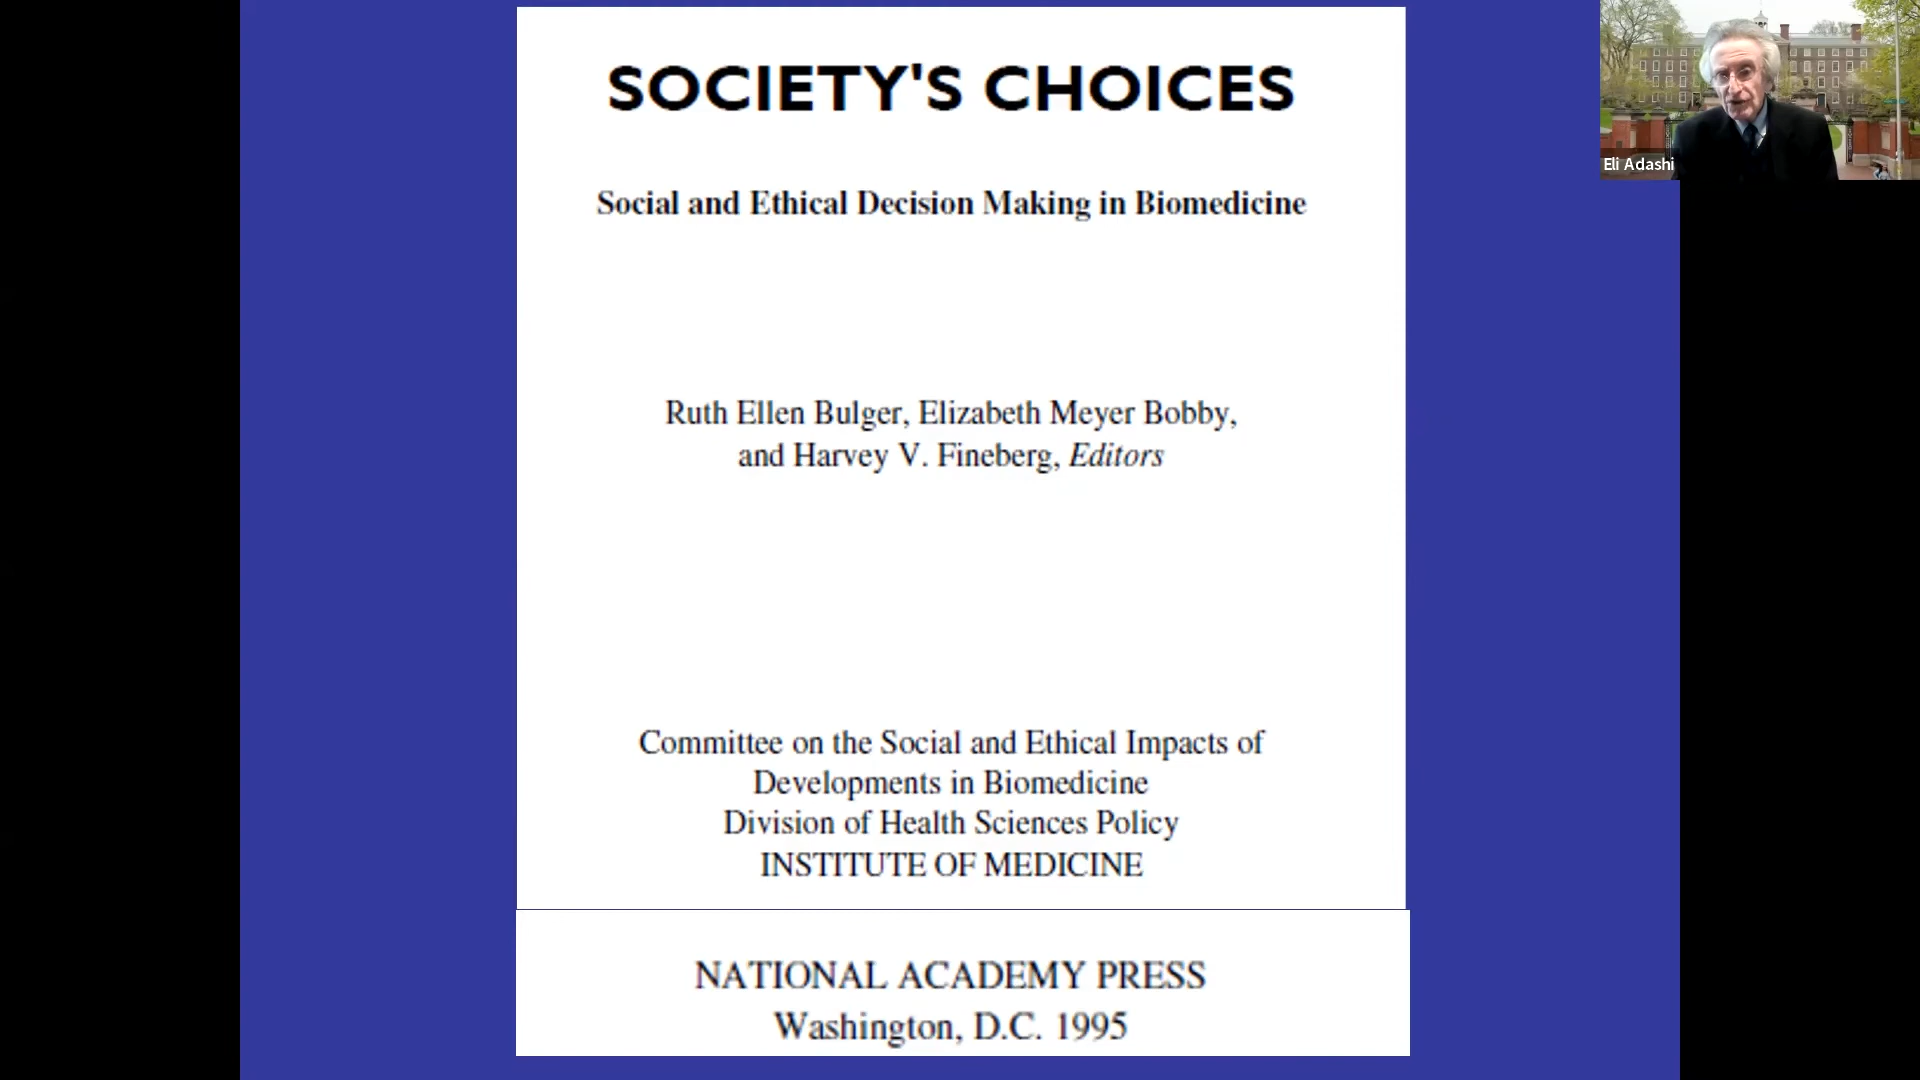 SOCIETY'S CHOICES
Social and Ethical Decision Making in Biomedicine
Ruth Ellen Bulger, Elizabeth Meyer Bobby,
and Harvey V. Fineberg, Editors
Committee on the Social and Ethical Impacts of
Developments in Biomedicine
Division of Health Sciences Policy
INSTITUTE OF MEDICINE
NATIONAL ACADEMY PRESS
Washington, D.C. 1995
Eli Adashi